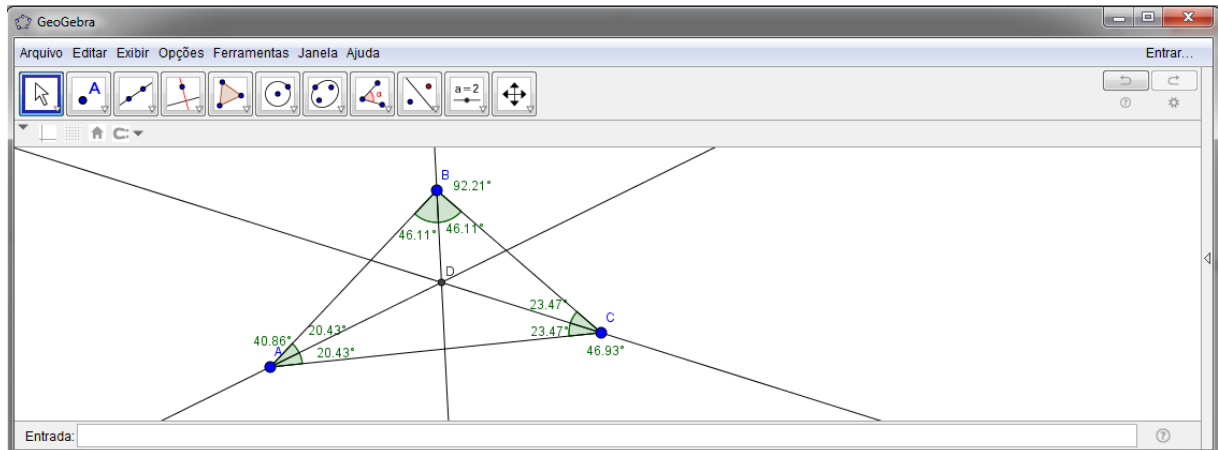 GeoGebra
Arquivo Editar Exibir Opções Ferramentas Janela Ajuda
Entrar...
A
α
a=2
B
92.21°
46.11°
46.11°
D
23.47°
C
23.47°
46.93°
20.43°
40.86°
A
20.43°
Entrada: